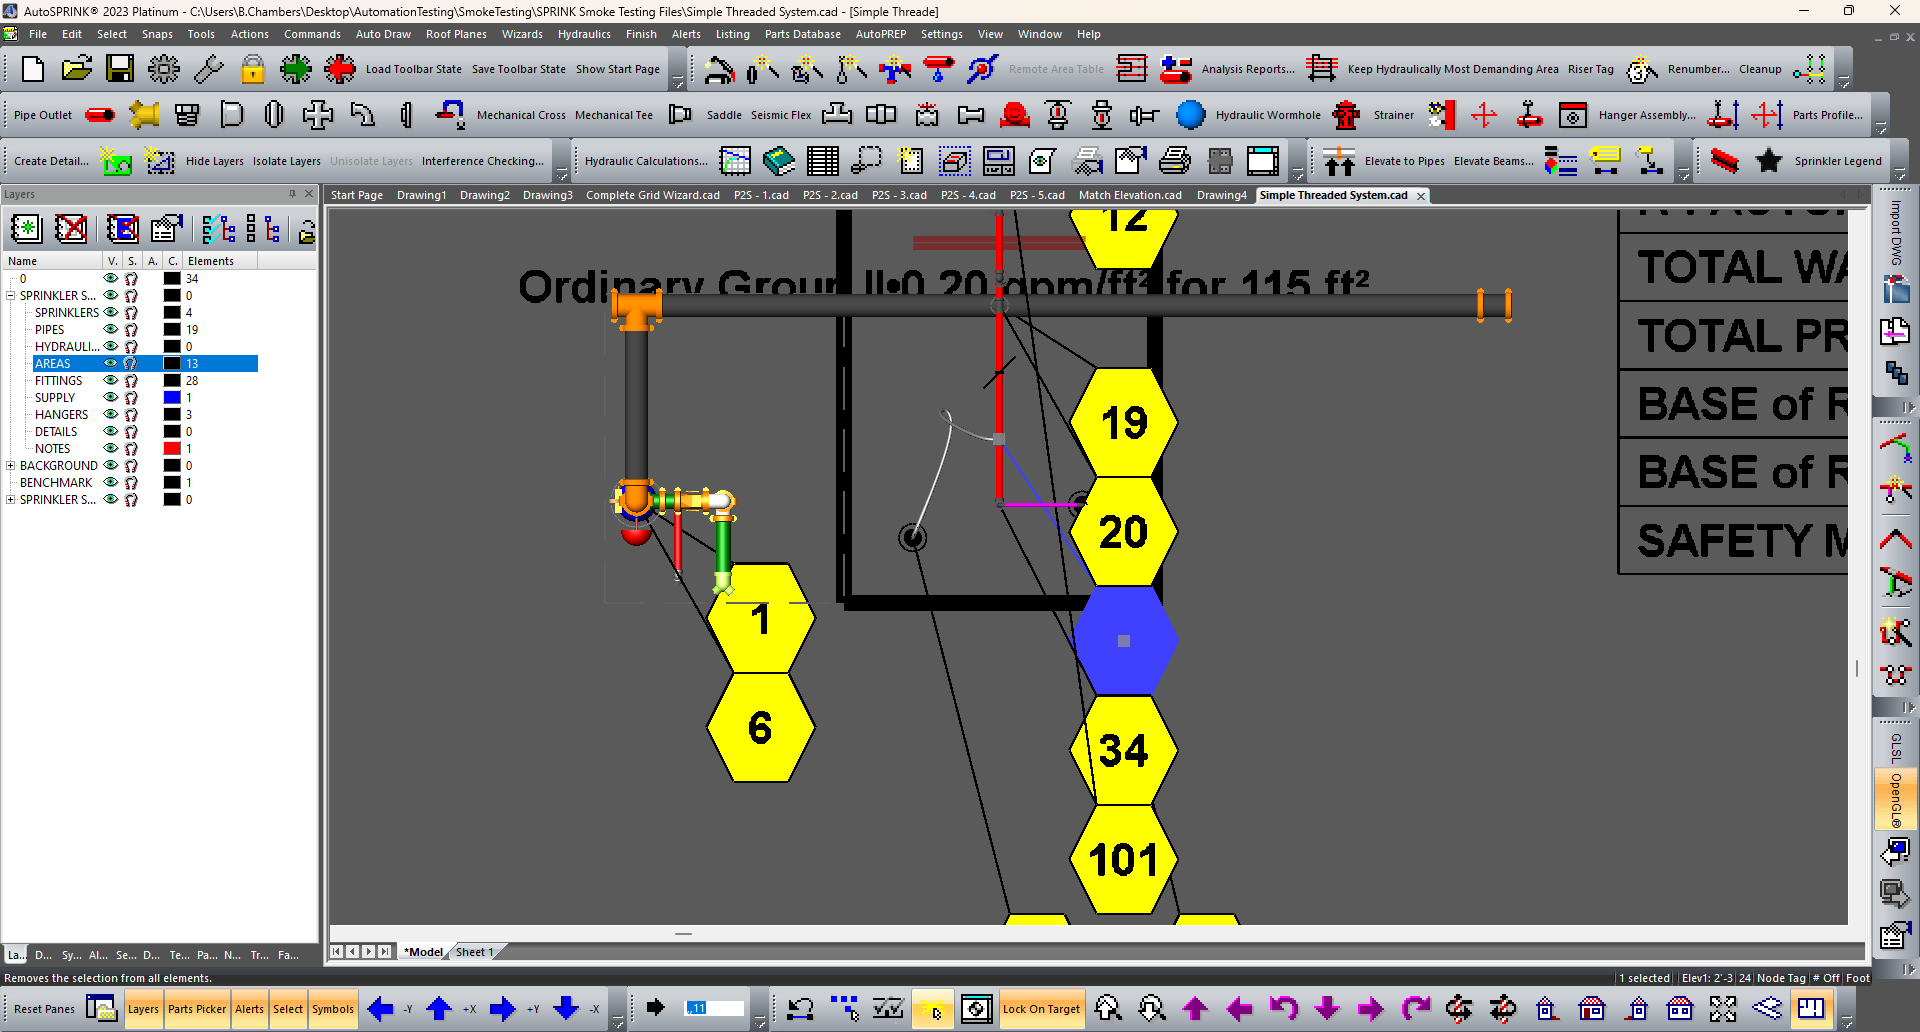 AutoSPRINK® 2023 Platinum - C:\Users\B.Chambers\Desktop\AutomationTesting\SmokeTesting\SPRINK Smoke Testing Files\Simple Threaded System.cad - [Simple Threade]
File Edit Select Snaps Tools Actions Commands Auto Draw Roof Planes Wizards Hydraulics Finish Alerts Listing Parts Database AutoPREP Settings View Window Help
Load Toolbar State Save Toolbar State Show Start Page Remote Area Table Analysis Reports... Keep Hydraulically Most Demanding Area Riser Tag Renumber... Cleanup
Pipe Outlet Mechanical Cross Mechanical Tee Saddle Seismic Flex Hydraulic Wormhole Strainer Hanger Assembly... Parts Profile...
Create Detail... Hide Layers Isolate Layers Unisolate Layers Interference Checking... Hydraulic Calculations... Elevate to Pipes Elevate Beams... Sprinkler Legend
Layers
Start Page Drawing1 Drawing2 Drawing3 Complete Grid Wizard.cad P2S - 1.cad P2S - 2.cad P2S - 3.cad P2S - 4.cad P2S - 5.cad Match Elevation.cad Drawing4 Simple Threaded System.cad
Name V. S. A. C. Elements
0 34
SPRINKLER S... 0
SPRINKLERS 4
PIPES 19
HYDRAULI... 0
AREAS 13
FITTINGS 28
SUPPLY 1
HANGERS 3
DETAILS 0
NOTES 1
BACKGROUND 0
BENCHMARK 1
SPRINKLER S... 0
12
Ordinary Group II•0.20 gpm/ft² for 115 ft²
19
20
1
6
34
101
TOTAL WA
TOTAL PR
BASE of R
BASE of R
SAFETY M
Import DWG
GLSL
OpenGL®
La... D... Sy... Al... Se... D... Te... Pa... N... Tr... Fa...
*Model Sheet 1
Removes the selection from all elements.
1 selected Elev1: 2'-3 24 Node Tag # Off Foot
Reset Panes Layers Parts Picker Alerts Select Symbols -Y +X +Y -X ,,11 Lock On Target